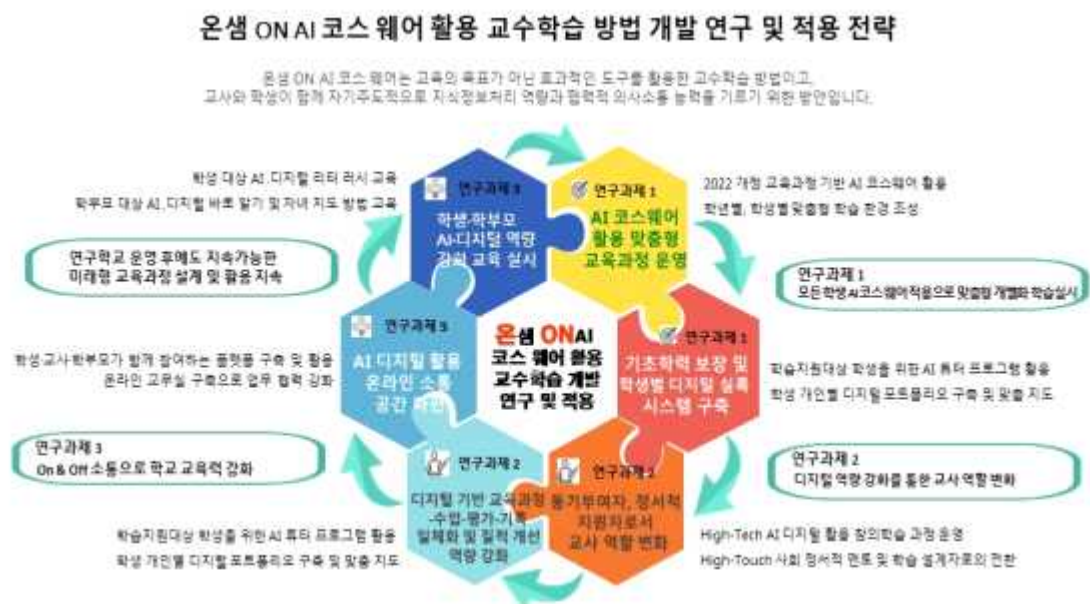 온샘 ON AI 코스 웨어 활용 교수학습 방법 개발 연구 및 적용 전략
온샘 ON AI 코스 웨어는 교육의 목표가 아닌 효과적인 도구를 활용한 교수학습 방법이고,
교사와 학생이 함께 자기주도적으로 지식정보처리 역량과 협력적 의사소통 능력을 기르기 위한 방안입니다.
학생 대상 AI.디지털 리터 러시 교육
학부모 대상 AI.디지털 바로 알기 및 자녀 지도 방법 교육
연구과제 3
학생·학부모
AI·디지털 역량
강화 교육 실시
연구과제 1
AI 코스웨어
활용 맞춤형
교육과정 운영
2022 개정 교육과정 기반 AI 코스웨어 활용
학년별, 학생별 맞춤형 학습 환경 조성
연구학교 운영 후에도 지속가능한
미래형 교육과정 설계 및 활용 지속
연구과제 1
모든 학생 AI 코스웨어 적용으로 맞춤형 개별화 학습실시
연구과제 3
AI 디지털 활용
온라인 소통
공간
온샘 ONAI
코스 웨어 활용
교수학습 개발
연구 및 적용
연구과제 1
기초학력 보장 및
학생별 디지털 실록
시스템 구축
학생·교사·학부모가 함께 참여하는 플랫폼 구축 및 활용
온라인 교무실 구축으로 업무 협력 강화
학습지원대상 학생을 위한 AI 튜터 프로그램 활용
학생 개인별 디지털 포트폴리오 구축 및 맞춤 지도
연구과제 3
On & Off 소통으로 학교 교육력 강화
연구과제 2
디지털 역량 강화를 통한 교사 역할 변화
연구과제 2
디지털 기반 교육과정
-수업-평가-기록
일체화 및 질적 개선
역량 강화
연구과제 2
동기부여자, 정서적
지원자로서
교사 역할 변화
학습지원대상 학생을 위한 AI 튜터 프로그램 활용
학생 개인별 디지털 포트폴리오 구축 및 맞춤 지도
High-Tech AI 디지털 활용 창의학습 과정 운영
High-Touch 사회 정서적 멘토 및 학습 설계자로의 전환